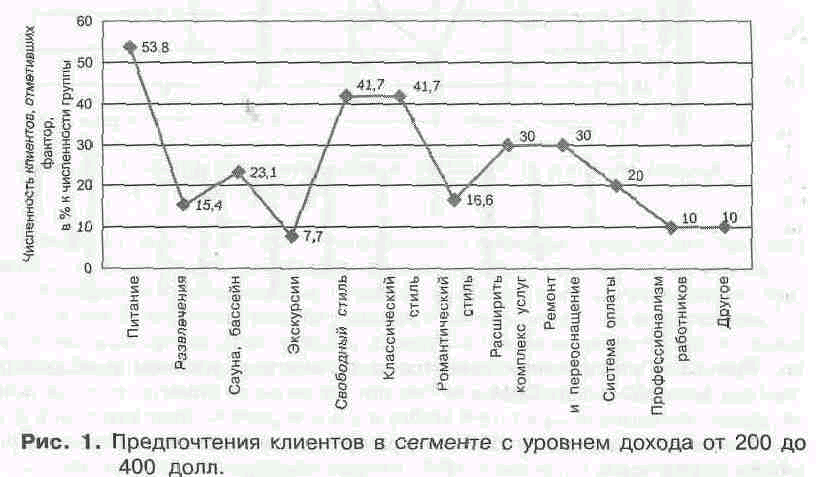 Численность клиентов, отметивших
фактор,
в % к численности группы
60
50
40
30
20
10
0
53.8
15,4
23,1
7,7
41,7
41,7
16,6
30
30
20
10
10
Питание
Развлечения
Сауна, бассейн
Экскурсии
Свободный стиль
Классический
стиль
Романтический
стиль
Расширить
комплекс услуг
Ремонт
и переоснащение
Система оплаты
Профессионализм
работников
Другое
Рис. 1. Предпочтения клиентов в сегменте с уровнем дохода от 200 до
400 долл.